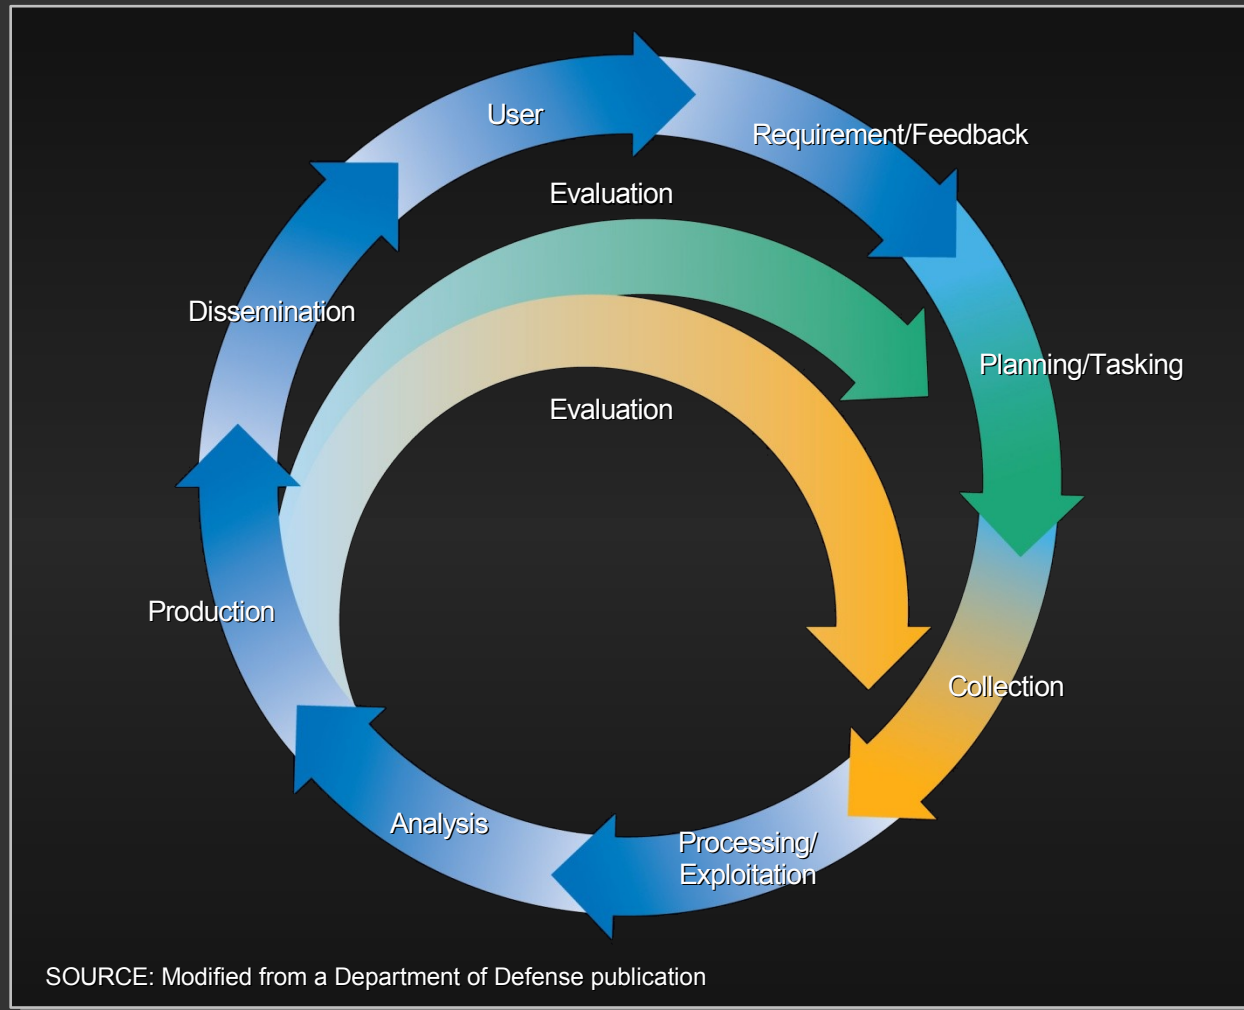 User
Requirement/Feedback
Evaluation
Dissemination
Planning/Tasking
Evaluation
Production
Collection
Analysis
Processing/
Exploitation
SOURCE: Modified from a Department of Defense publication